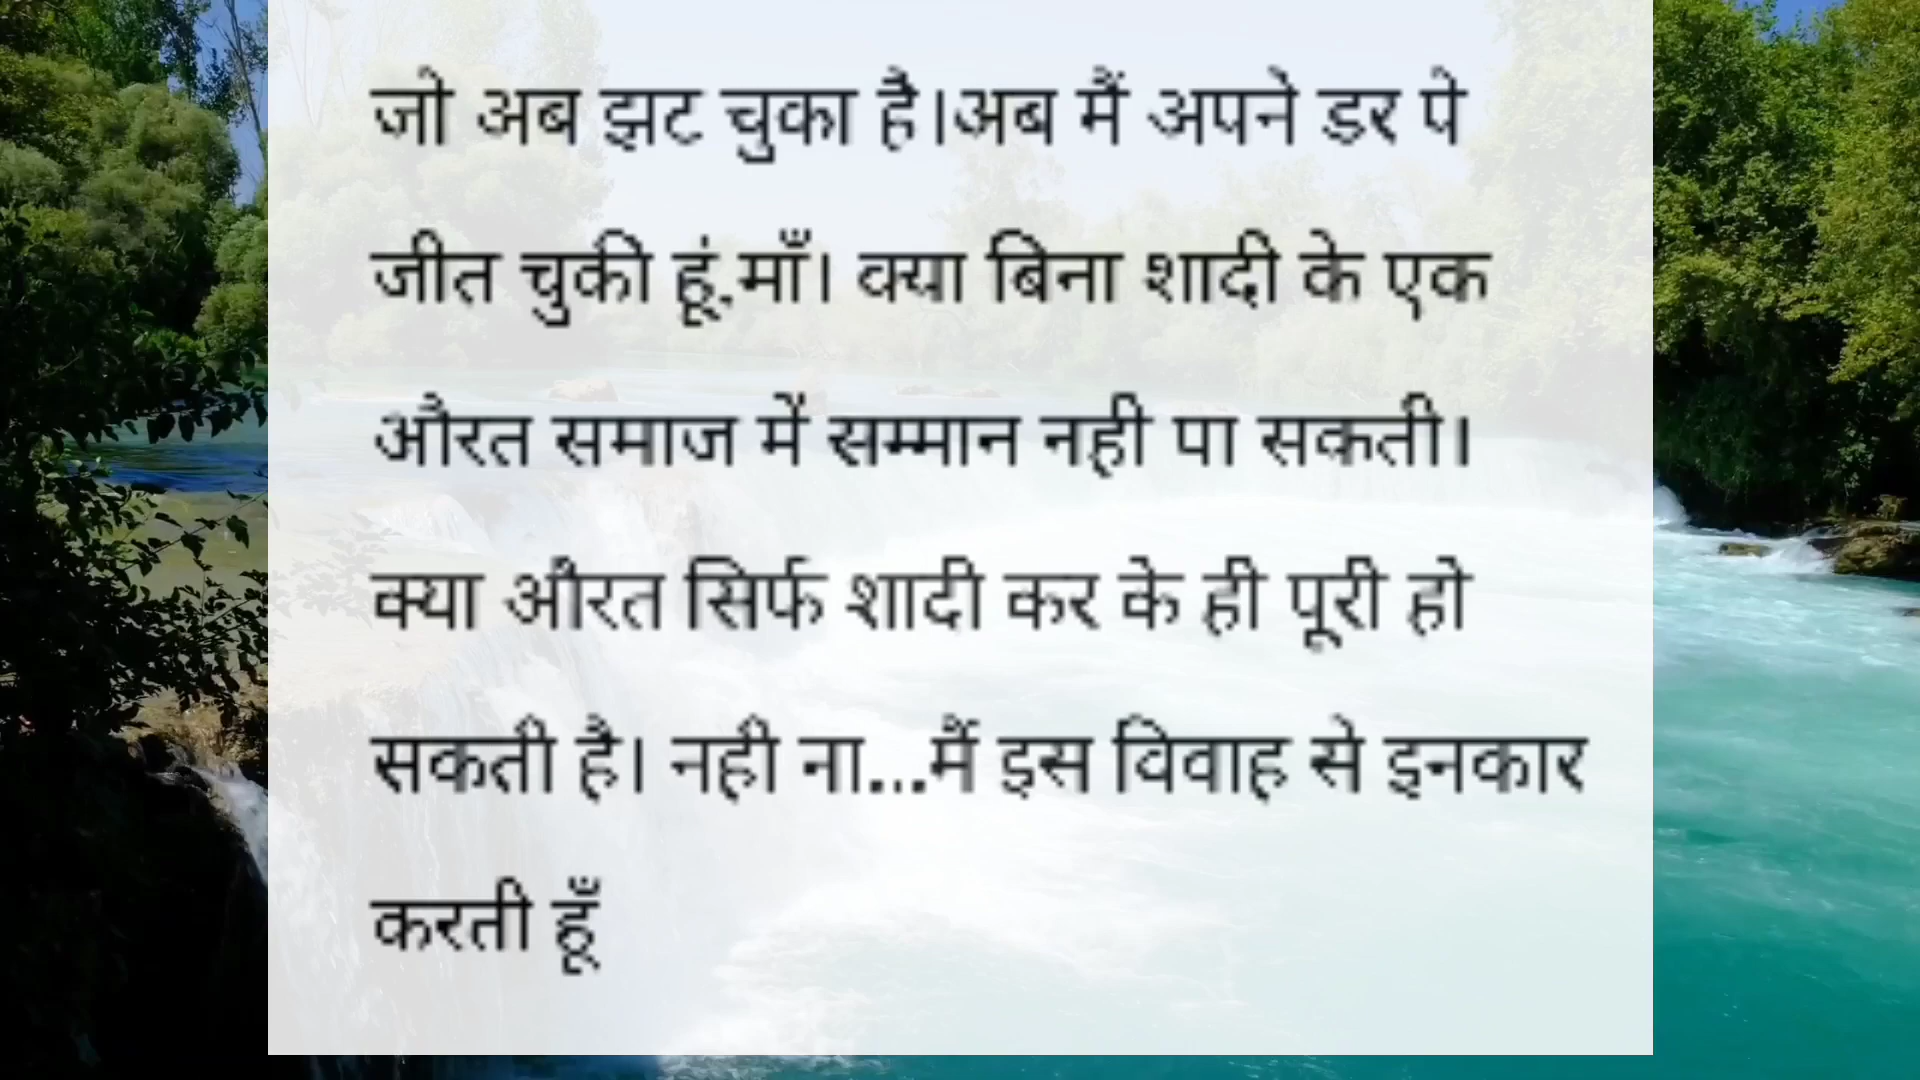 जो अब झट चुका है।अब मैं अपने डर पे
जीत चुकी हूं.माँ। क्या बिना शादी के एक
औरत समाज में सम्मान नही पा सकती।
क्या औरत सिर्फ शादी कर के ही पूरी हो
सकती है। नही ना...मैं इस विवाह से इनकार
करती हूँ